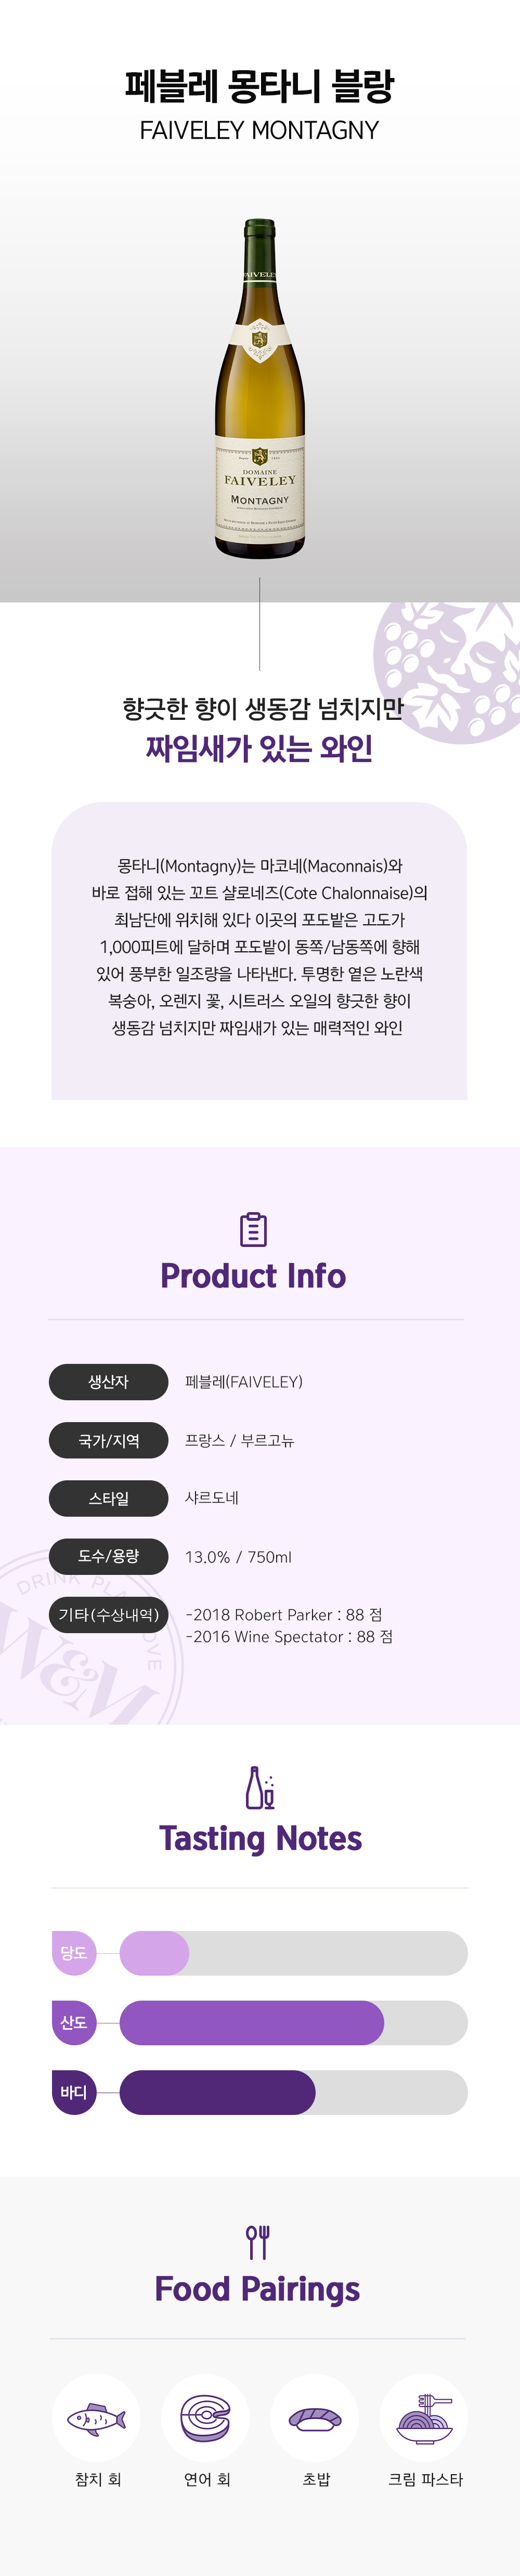 페블레 몽타니 블랑
FAIVELEY MONTAGNY
FAIVELEY
DOMAINE
FAIVELEY
MONTAGNY
향긋한 향이 생동감 넘치지만
짜임새가 있는 와인
몽타니(Montagny)는 마코네(Maconnais)와
바로 접해 있는 꼬트 샬로네즈(Cote Chalonnaise)의
최남단에 위치해 있다 이곳의 포도밭은 고도가
1,000피트에 달하며 포도밭이 동쪽/남동쪽에 향해
있어 풍부한 일조량을 나타낸다. 투명한 옅은 노란색
복숭아, 오렌지 꽃, 시트러스 오일의 향긋한 향이
생동감 넘치지만 짜임새가 있는 매력적인 와인
Product Info
생산자 페블레(FAIVELEY)
국가/지역 프랑스 / 부르고뉴
스타일 샤르도네
도수/용량 13.0% / 750ml
기타(수상내역) -2018 Robert Parker : 88 점
-2016 Wine Spectator : 88 점
DRINK
W&M
Tasting Notes
당도
산도
바디
Food Pairings
참치 회 연어 회 초밥 크림 파스타